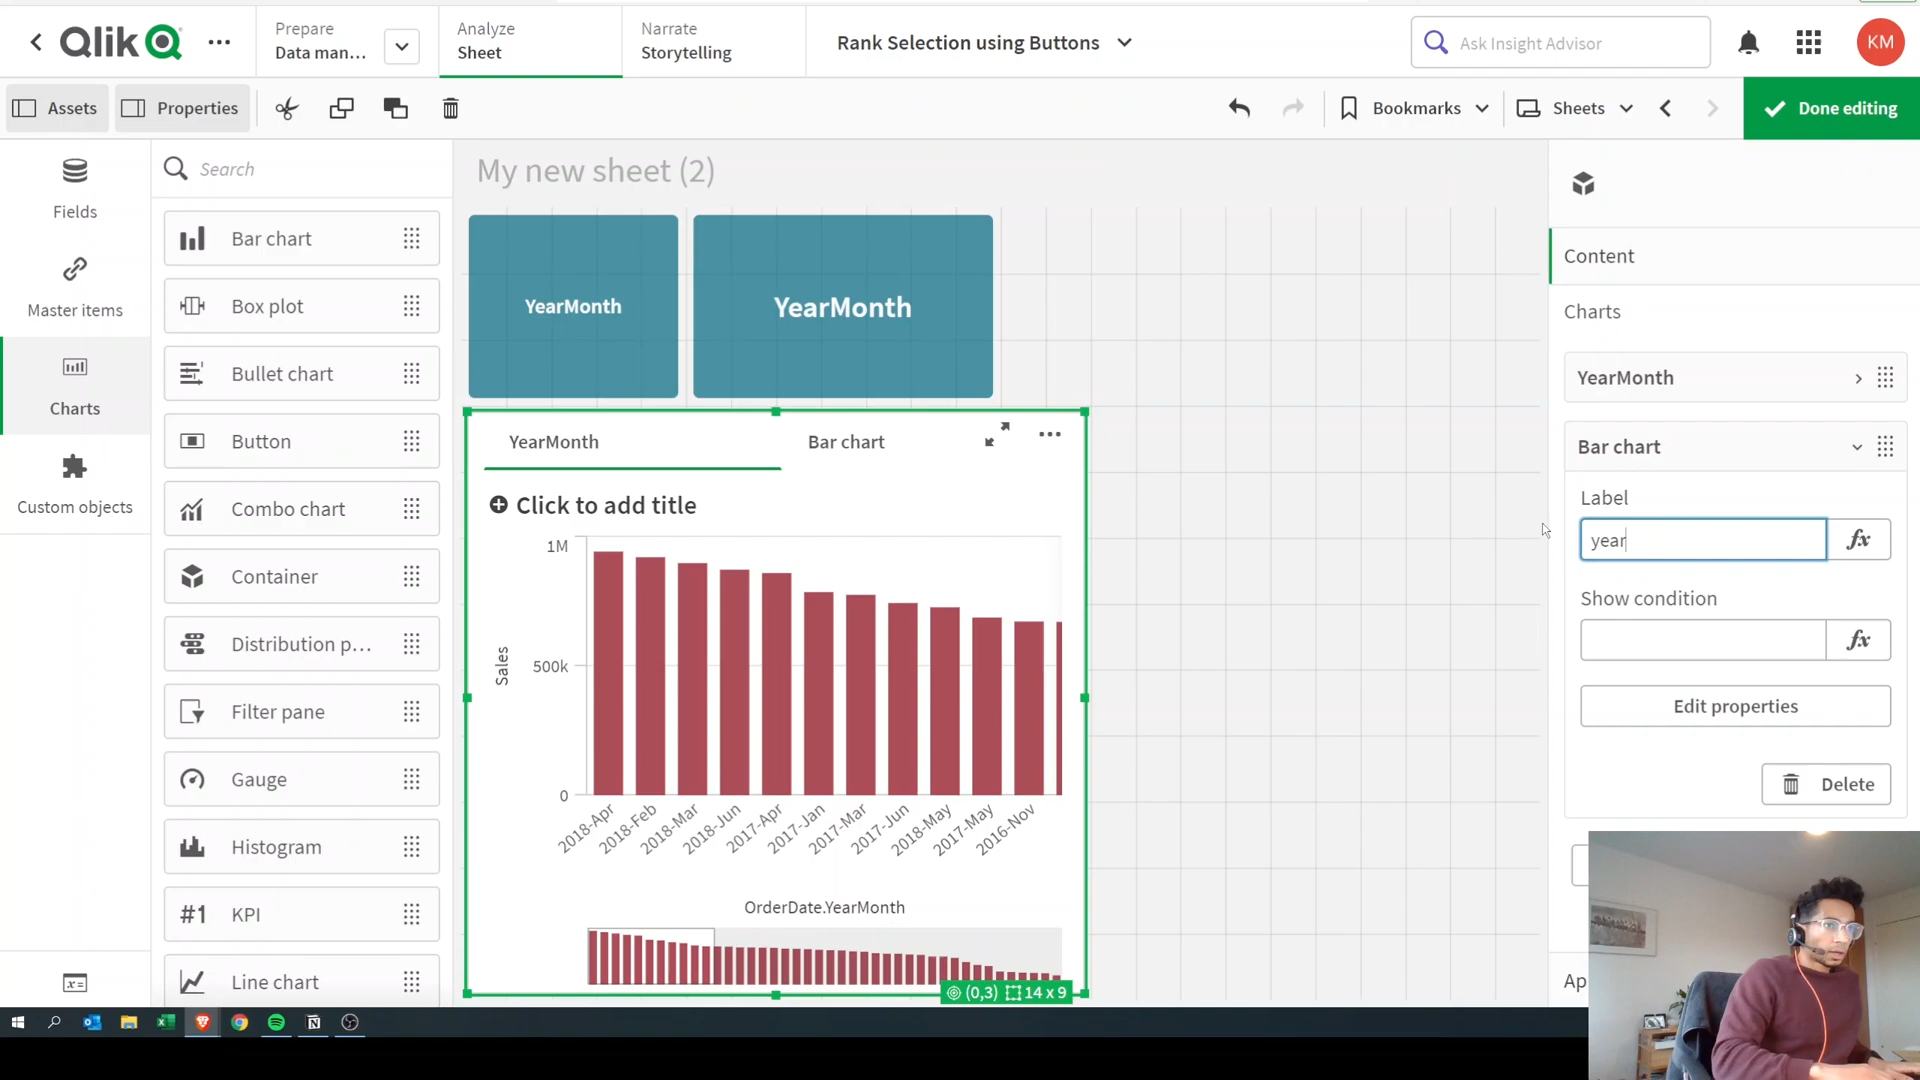 Qlik
Prepare
Data man...
Analyze
Sheet
Narrate
Storytelling
Rank Selection using Buttons
Ask Insight Advisor
KM
Assets
Properties
Bookmarks
Sheets
Done editing
Fields
Master items
Charts
Custom objects
Search
Bar chart
Box plot
Bullet chart
Button
Combo chart
Container
Distribution p...
Filter pane
Gauge
Histogram
#1 KPI
Line chart
My new sheet (2)
YearMonth
YearMonth
YearMonth
Bar chart
Click to add title
1M
500k
0
Sales
2018-Apr
2018-Feb
2018-Mar
2018-Jun
2017-Apr
2017-Jan
2017-Mar
2017-Jun
2018-May
2017-May
2016-Nov
OrderDate.YearMonth
(0,3) 14 x 9
Content
Charts
YearMonth
Bar chart
Label
year
fx
Show condition
fx
Edit properties
Delete
Ap
x=